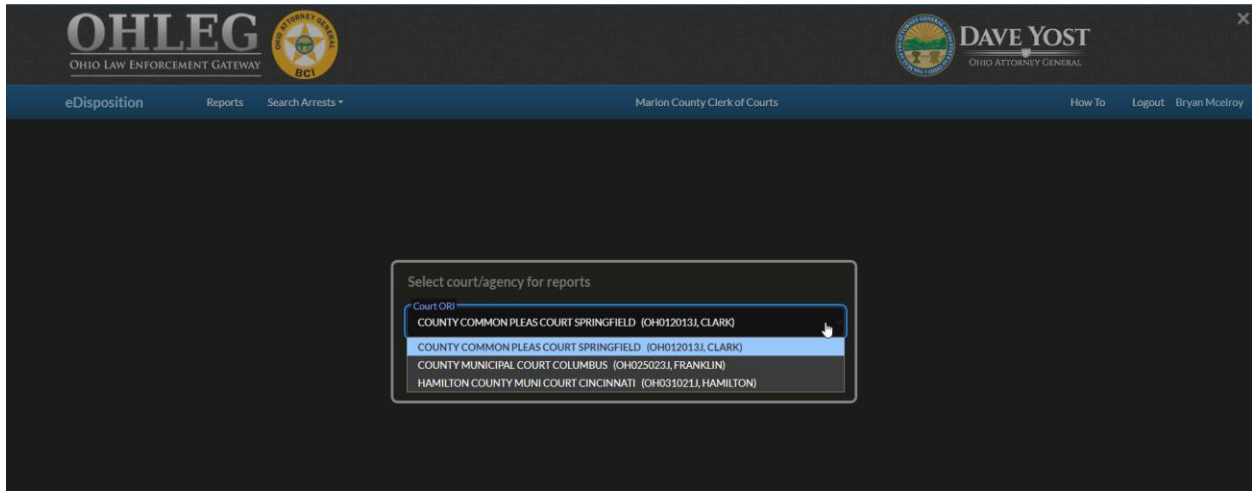 OHLEG
OHIO LAW ENFORCEMENT GATEWAY
OHIO ATTORNEY GENERAL
BCI
DAVE YOST
OHIO ATTORNEY GENERAL
eDisposition Reports Search Arrests Marion County Clerk of Courts How To Logout Bryan Mcelroy
Select court/agency for reports
Court ORI
COUNTY COMMON PLEAS COURT SPRINGFIELD (OH012013J, CLARK)
COUNTY COMMON PLEAS COURT SPRINGFIELD (OH012013J, CLARK)
COUNTY MUNICIPAL COURT COLUMBUS (OH025023J, FRANKLIN)
HAMILTON COUNTY MUNI COURT CINCINNATI (OH031021J, HAMILTON)